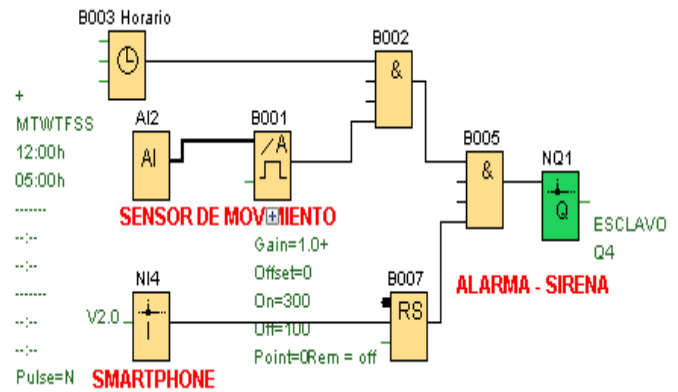 B003 Horario
B002
&
+
MTWTFSS
12:00h
05:00h
------
--:-
--:-
------
--:-
--:-
Pulse=N
AI2
AI
B001
/A
SENSOR DE MOVIMIENTO
Gain=1.0+
Offset=0
On=300
Off=100
Point=0Rem = off
B005
&
NQ1
Q
ESCLAVO
Q4
ALARMA - SIRENA
NI4
V2.0
I
B007
RS
SMARTPHONE